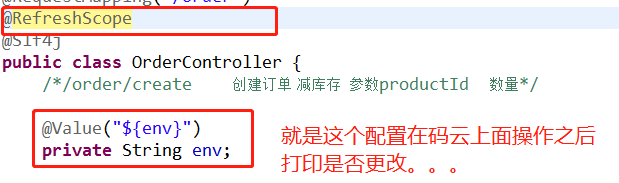 @RequestMapping("/order")
@RefreshScope
@Slf4j
public class OrderController {
/*/order/create 创建订单 减库存 参数productId 数量*/
@Value("${env}")
private String env;
就是这个配置在码云上面操作之后
打印是否更改。。。